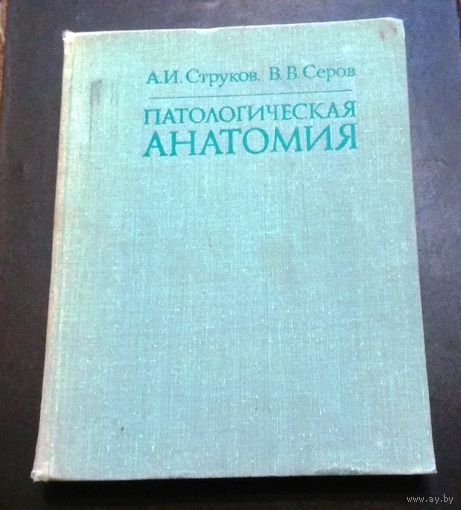 А.И. Струков, В.В. Серов
ПАТОЛОГИЧЕСКАЯ
АНАТОМИЯ
www.ay.by